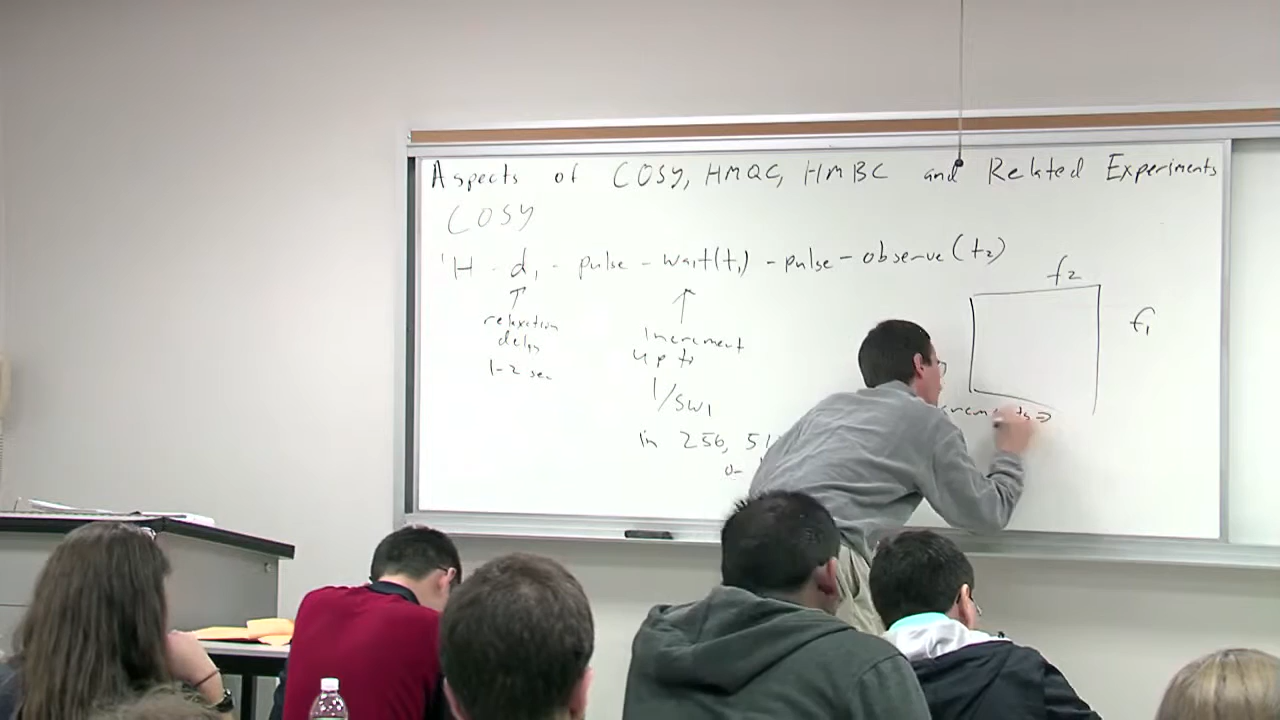 Aspects of COSY, HMQC, HMBC and Related Experiments
COSY
¹H - d₁ - pulse - wait(t₁) - pulse - observe(t₂)
↑
relaxation
delay
1-2 sec
↑
increment
up to
1/SW1
in 256, 51
f₂
f₁